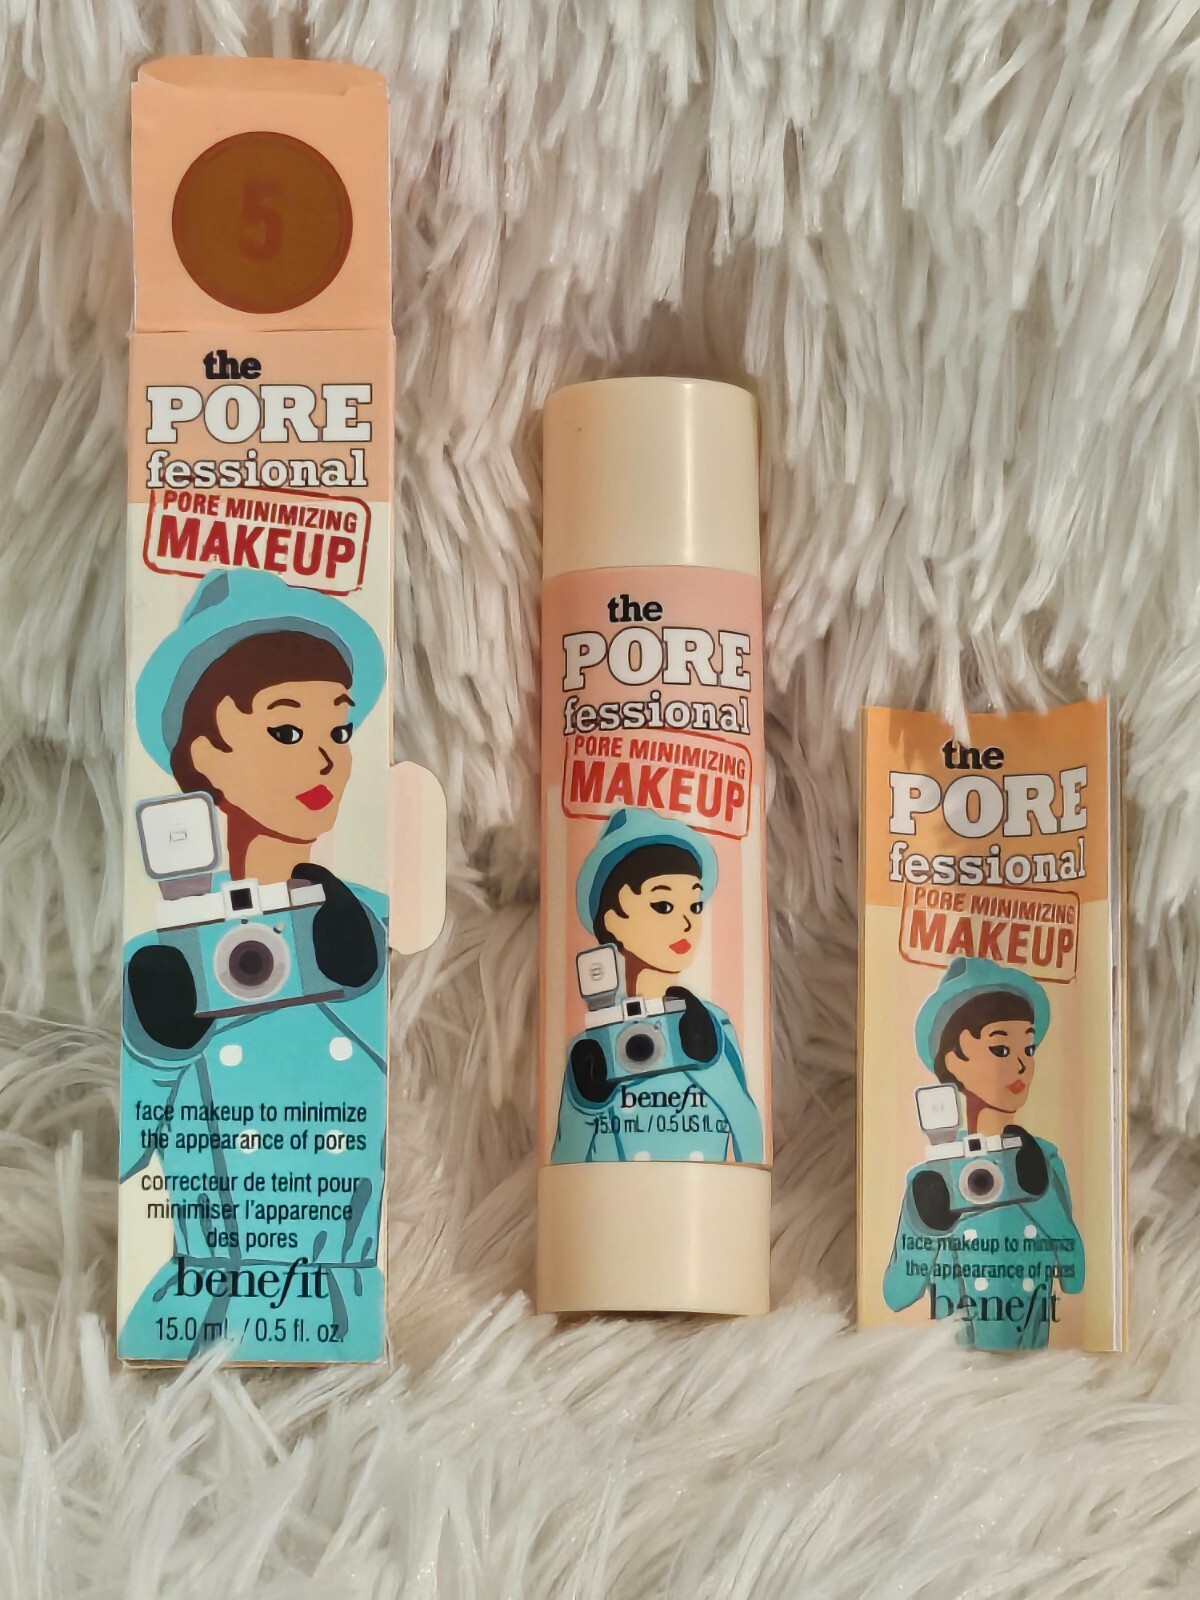 5
the
PORE
fessional
PORE MINIMIZING
MAKEUP
face makeup to minimize
the appearance of pores
correcteur de teint pour
minimiser l'apparence
des pores
benefit
15.0 mL / 0.5 fl. oz.
the
PORE
fessional
PORE MINIMIZING
MAKEUP
benefit
15.0 mL / 0.5 US fl. oz.
the
PORE
fessional
PORE MINIMIZING
MAKEUP
face makeup to minimize
the appearance of pores
benefit